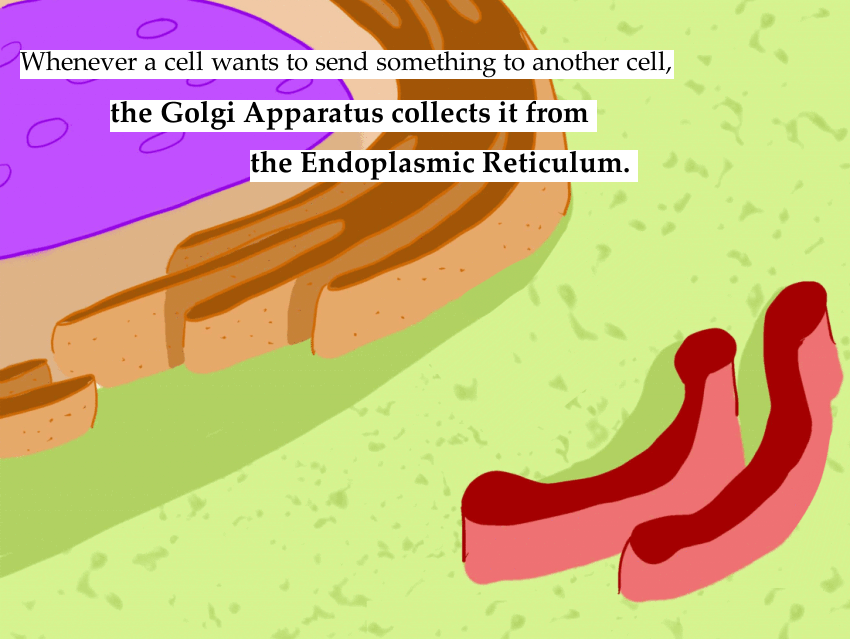 Whenever a cell wants to send something to another cell,
the Golgi Apparatus collects it from
the Endoplasmic Reticulum.